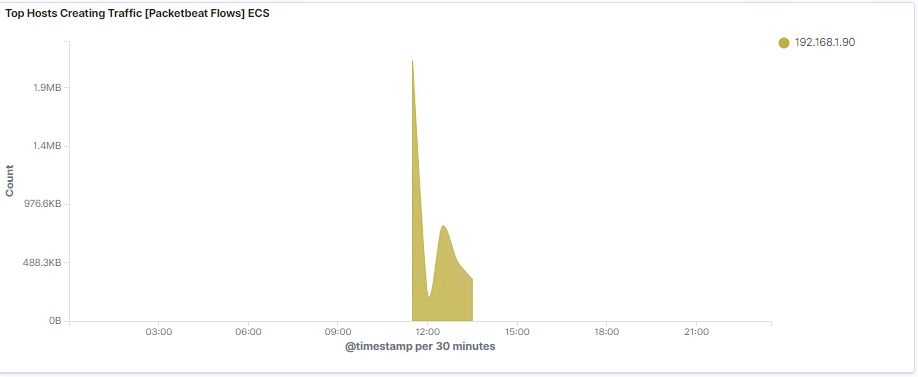 Top Hosts Creating Traffic [Packetbeat Flows] ECS
192.168.1.90
1.9MB
1.4MB
976.6KB
488.3KB
0B
Count
03:00 06:00 09:00 12:00 15:00 18:00 21:00
@timestamp per 30 minutes